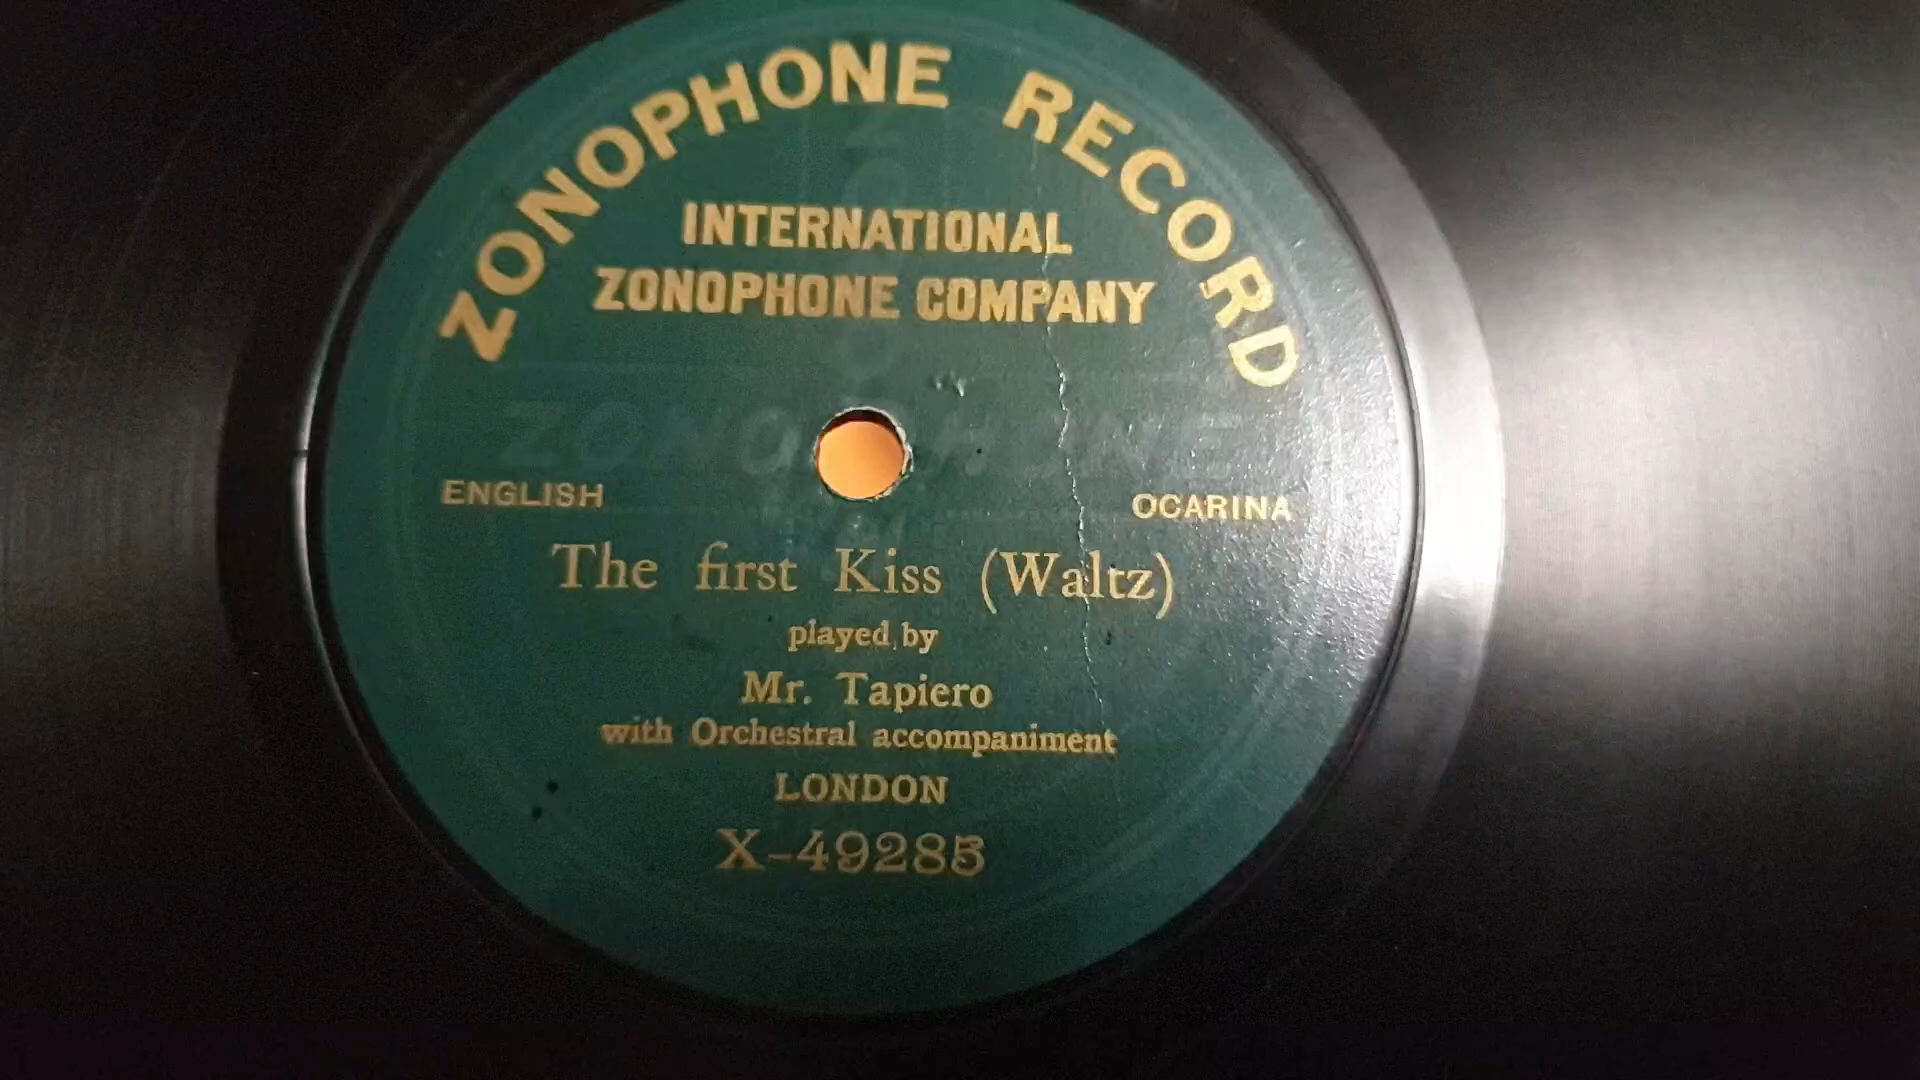 ZONOPHONE RECORD
INTERNATIONAL
ZONOPHONE COMPANY
ZONOPHONE
ENGLISH OCARINA
The first Kiss (Waltz)
played by
Mr. Tapiero
with Orchestral accompaniment
LONDON
X-49285